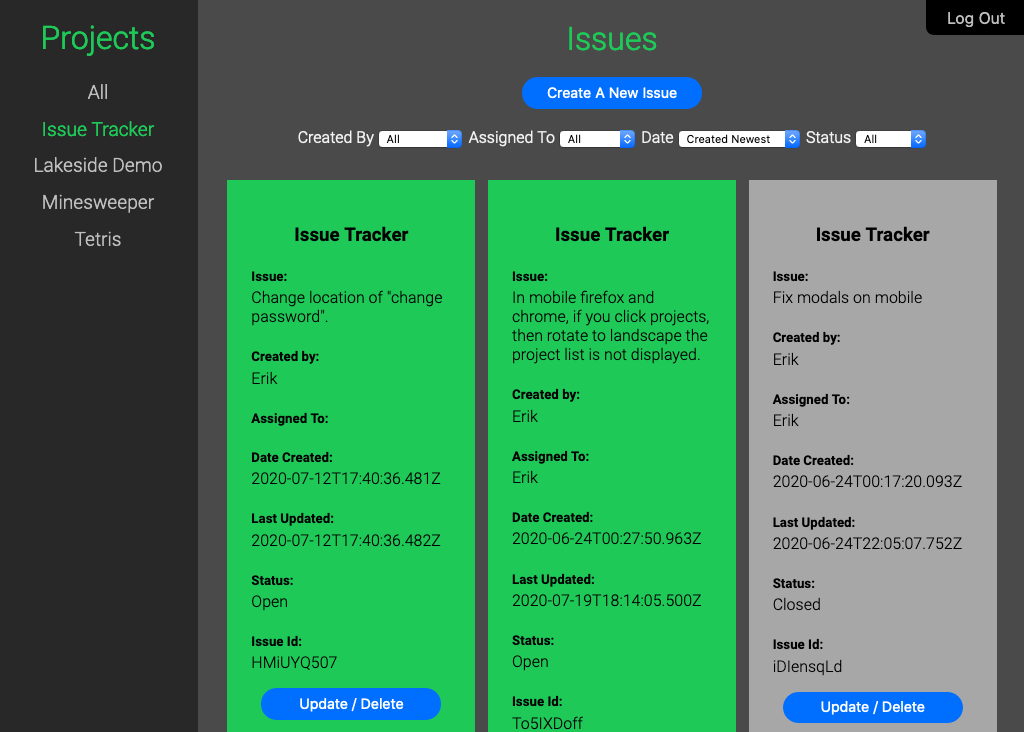 Projects
All
Issue Tracker
Lakeside Demo
Minesweeper
Tetris
Log Out
Issues
Create A New Issue
Created By All Assigned To All Date Created Newest Status All
Issue Tracker
Issue:
Change location of "change
password".
Created by:
Erik
Assigned To:
Date Created:
2020-07-12T17:40:36.481Z
Last Updated:
2020-07-12T17:40:36.482Z
Status:
Open
Issue Id:
HMiUYQ507
Update / Delete
Issue Tracker
Issue:
In mobile firefox and
chrome, if you click projects,
then rotate to landscape the
project list is not displayed.
Created by:
Erik
Assigned To:
Erik
Date Created:
2020-06-24T00:27:50.963Z
Last Updated:
2020-07-19T18:14:05.500Z
Status:
Open
Issue Id:
To5IXDoff
Issue Tracker
Issue:
Fix modals on mobile
Created by:
Erik
Assigned To:
Erik
Date Created:
2020-06-24T00:17:20.093Z
Last Updated:
2020-06-24T22:05:07.752Z
Status:
Closed
Issue Id:
iDIensqLd
Update / Delete